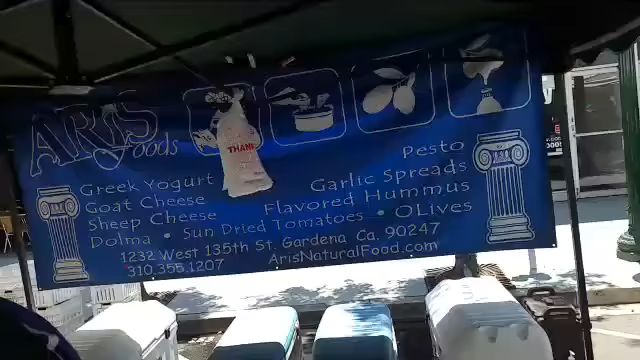 ARIS Foods
THAN
Greek Yogurt
Goat Cheese
Sheep Cheese
Dolma • Sun Dried Tomatoes • OLives
Pesto
Garlic Spreads
Flavored Hummus
1232 West 135th St. Gardena Ca. 90247
310.355.1207 ArisNaturalFood.com